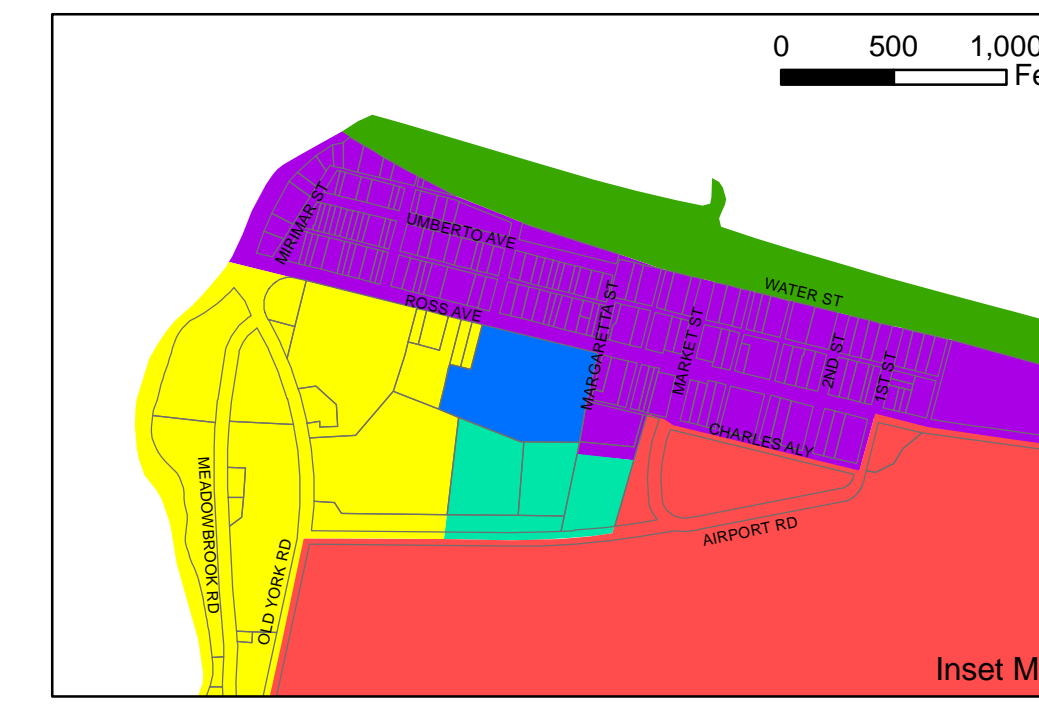 0 500 1,000
Fe
MIRIMAR ST
UMBERTO AVE
WATER ST
ROSS AVE
MARGARETTA ST
MARKET ST
2ND ST
1ST ST
CHARLES ALY
MEADOWBROOK RD
OLD YORK RD
AIRPORT RD
Inset M